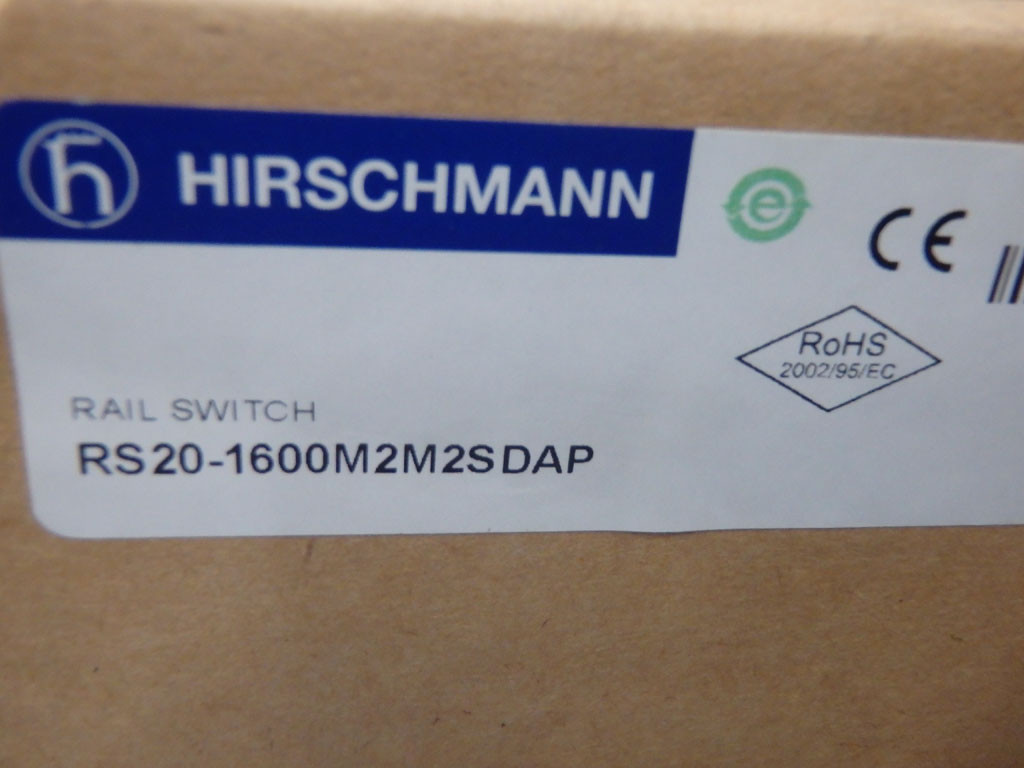 HIRSCHMANN
e
CE
RoHS
2002/95/EC
RAIL SWITCH
RS20-1600M2M2SDAP